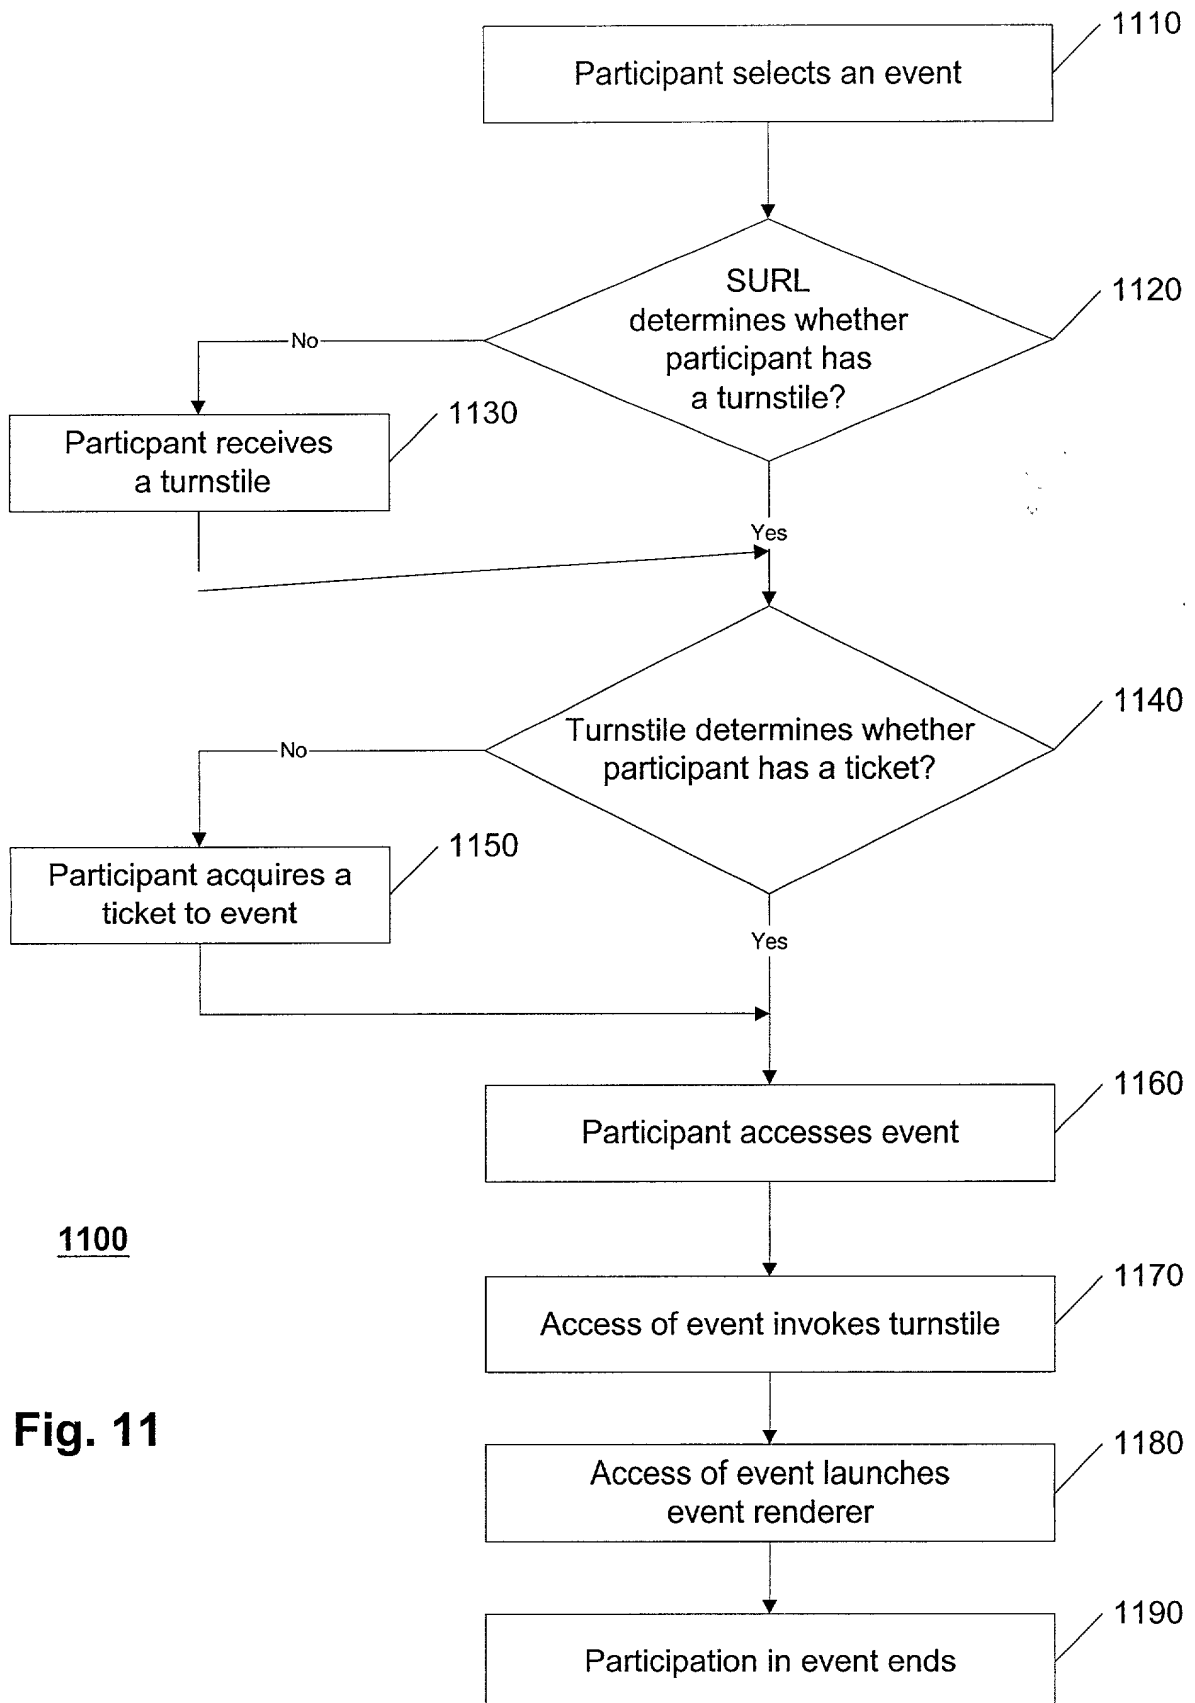 1110
Participant selects an event
SURL
determines whether
participant has
a turnstile?
1120
No
1130
Particpant receives
a turnstile
Yes
1140
Turnstile determines whether
participant has a ticket?
No
1150
Participant acquires a
ticket to event
Yes
1160
Participant accesses event
1100
1170
Access of event invokes turnstile
Fig. 11
1180
Access of event launches
event renderer
1190
Participation in event ends